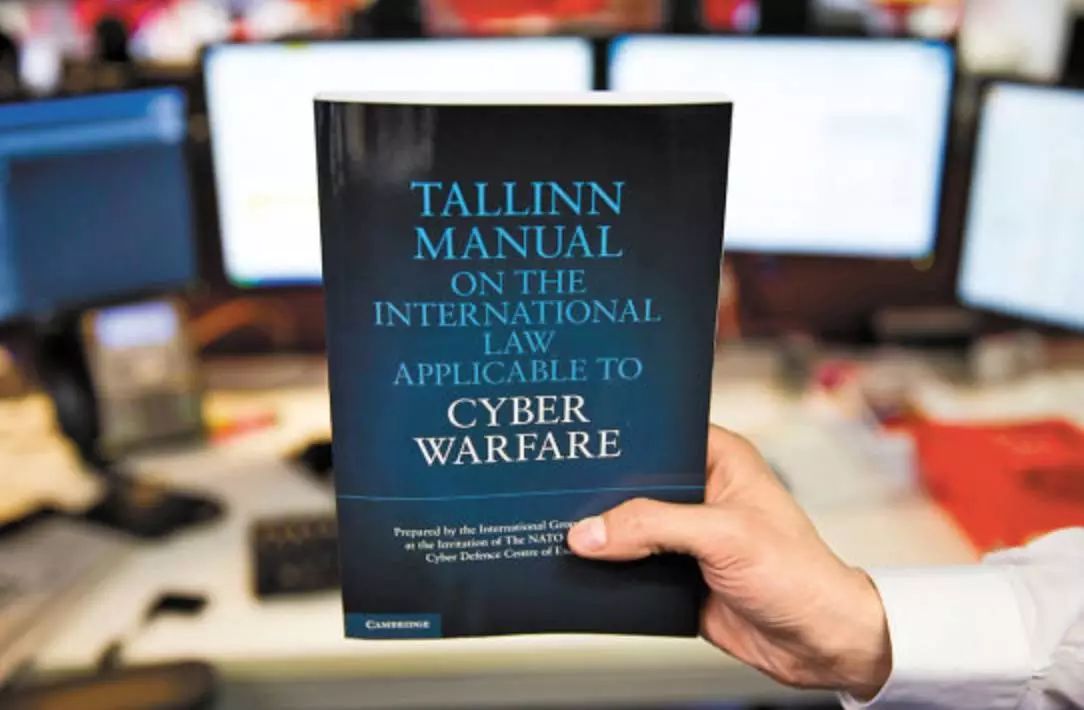 TALLINN
MANUAL
ON THE
INTERNATIONAL
LAW
APPLICABLE TO
CYBER
WARFARE
Prepared by the International
at the Invitation of The NATO
Cyber Defence Centre of
CAMBRIDGE